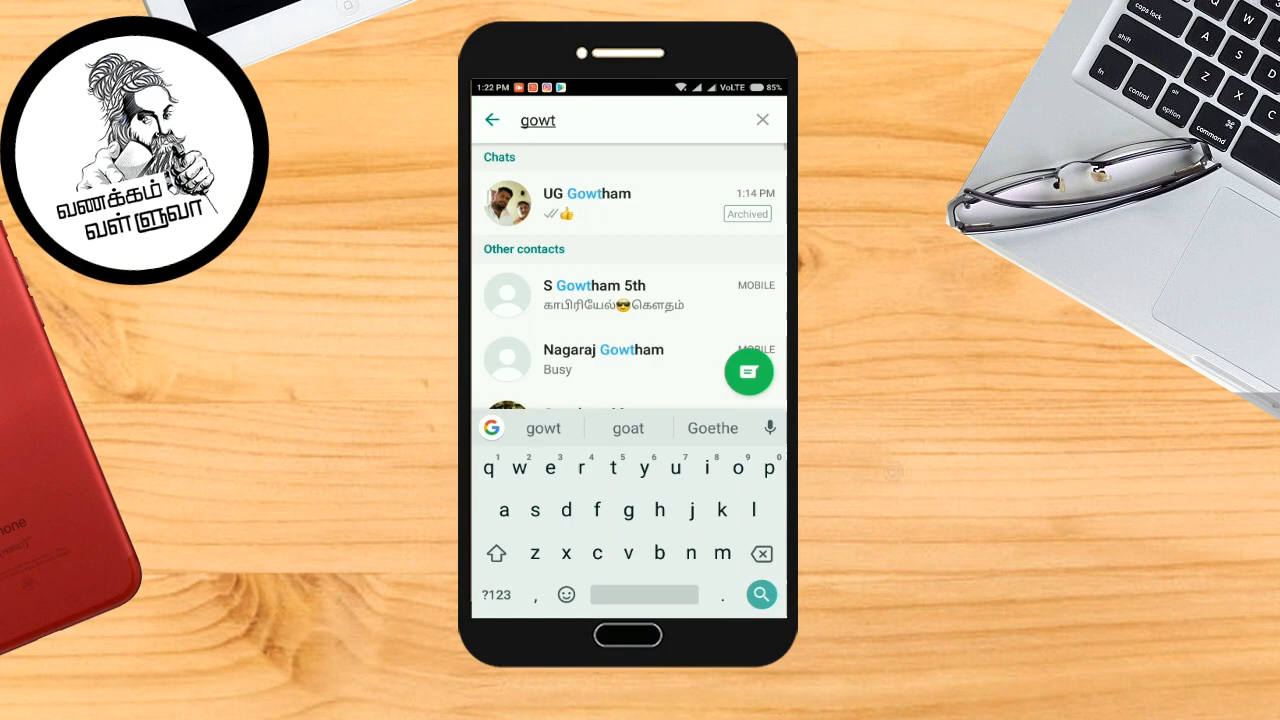 வணக்கம்
வள்ளுவா
1:22 PM
VoLTE 85%
gowt
Chats
UG Gowtham
1:14 PM
👍
Archived
Other contacts
S Gowtham 5th
MOBILE
காபிரியேல்😎கௌதம்
Nagaraj Gowtham
MOBILE
Busy
gowt goat Goethe
1 2 3 4 5 6 7 8 9 0
q w e r t y u i o p
a s d f g h j k l
z x c v b n m
?123 , .
caps lock Q W
shift A S D
fn control option Z X C
alt
command ⌘
hone